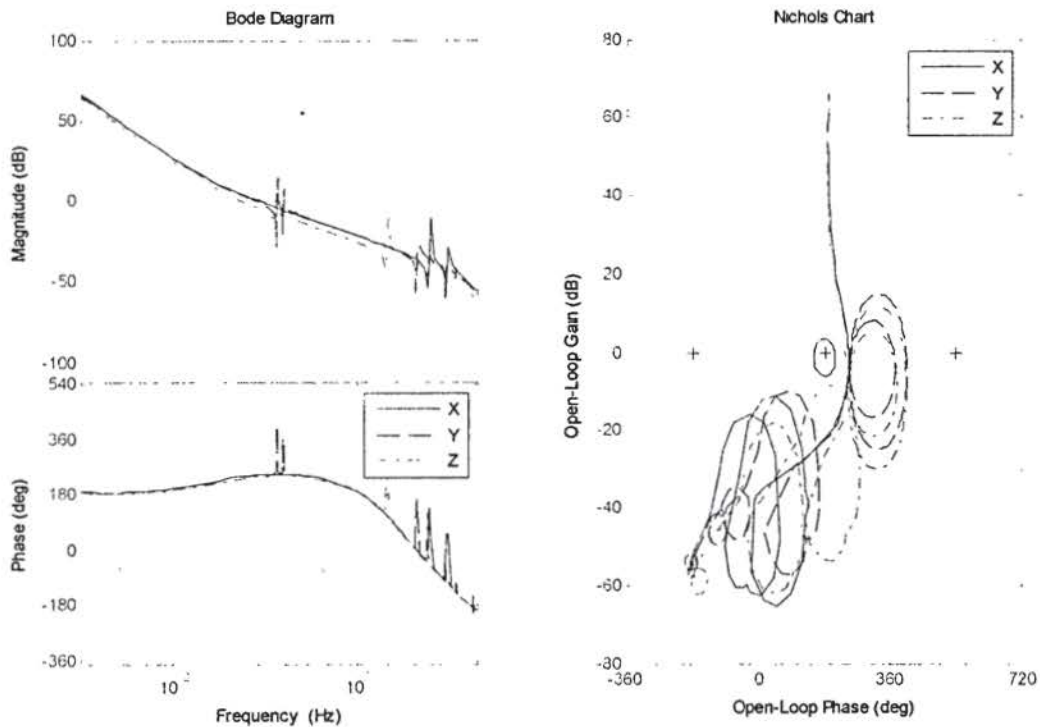 Bode Diagram
100
50
0
-50
-100
Magnitude (dB)
540
360
180
0
-180
-360
Phase (deg)
X
Y
Z
Frequency (Hz)
Nichols Chart
80
60
40
20
0
-20
-40
-60
-30
Open-Loop Gain (dB)
X
Y
Z
-360
0
360
720
Open-Loop Phase (deg)